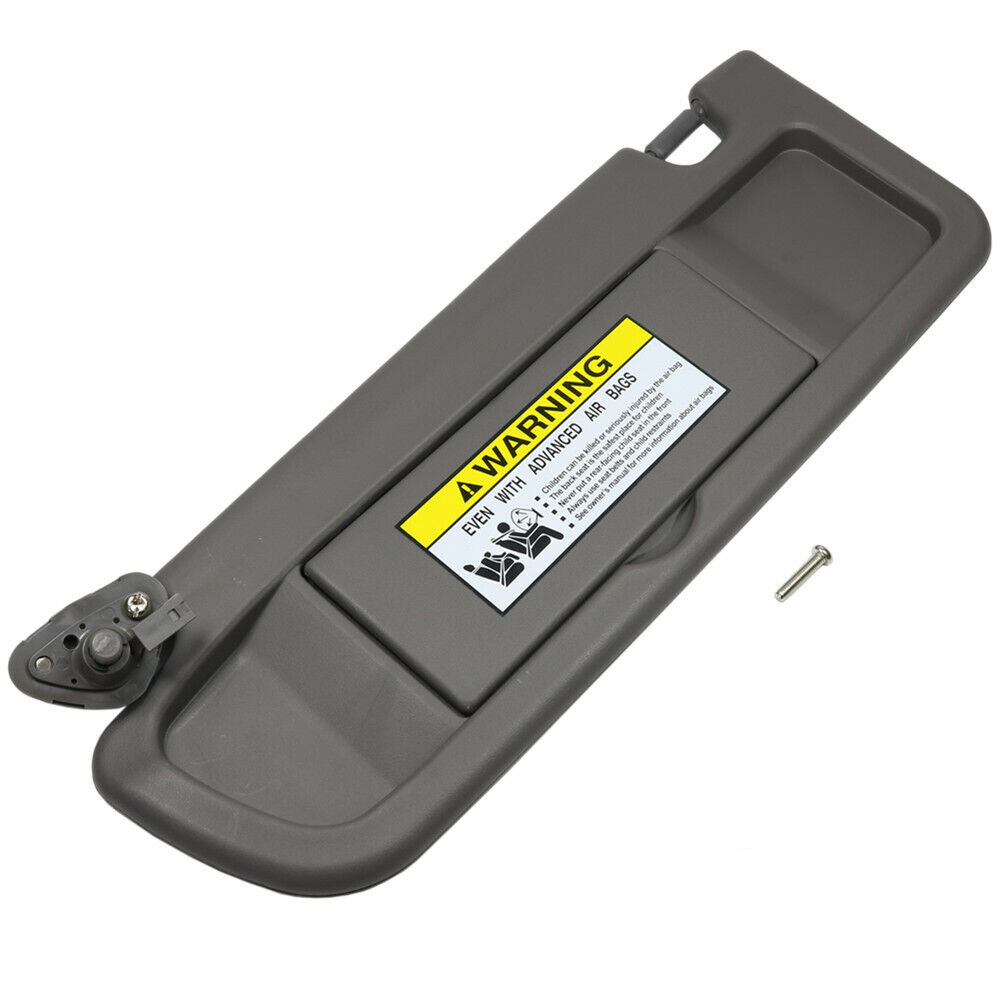 WARNING
EVEN WITH ADVANCED AIR BAGS
Children can be killed or seriously injured by the air bag
The back seat is the safest place for children
Never put a rear-facing child seat in the front
Always use seat belts and child restraints
See owner's manual for more information about air bags